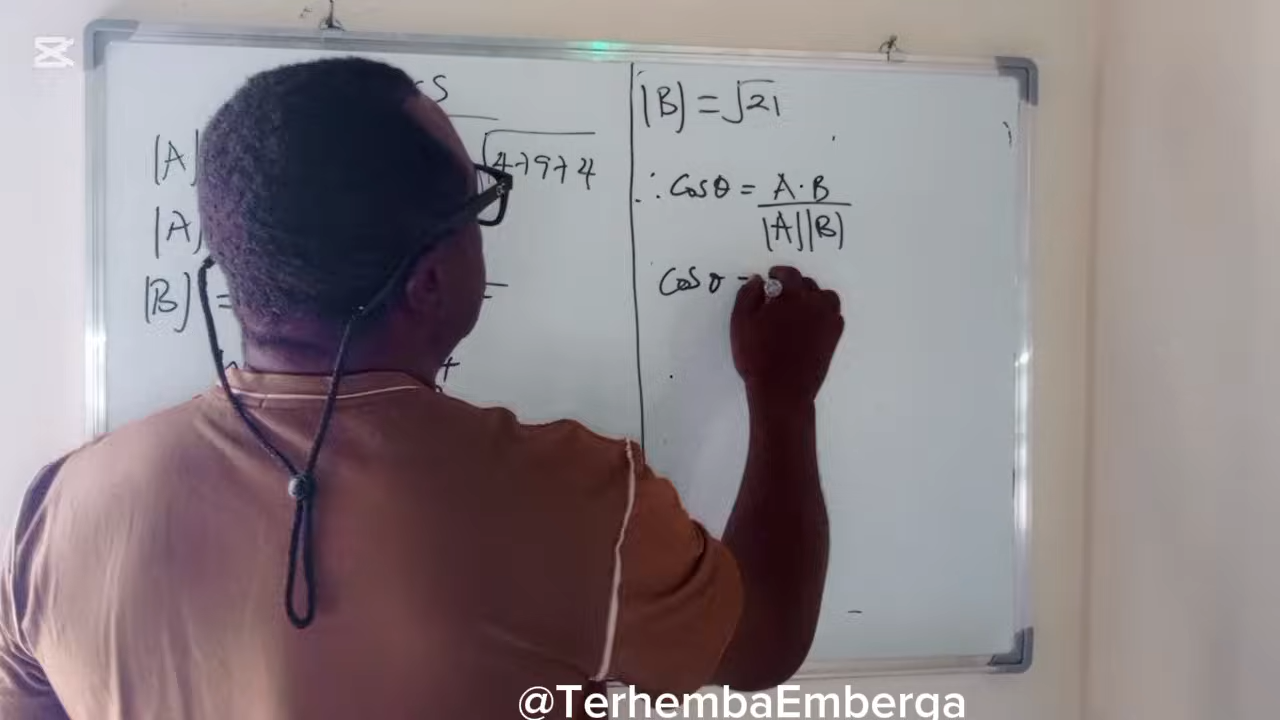 S
|A| √4+9+4
|A|
|B| =
|B| = √21
∴ Cosθ = A·B
|A||B|
Cosθ =
@TerhembaEmberga